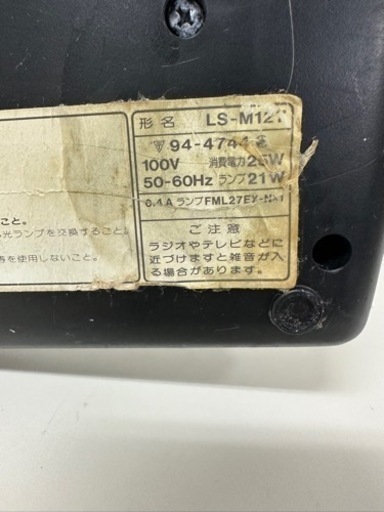 形名 LS-M12T
94-474
100V 消費電力25W
50-60Hz ランプ21W
0.4A ランプFML27EX-N×1
ご注意
ラジオやテレビなどに
近づけますと雑音が入
る場合があります。
こと。
光ランプを交換すること。
等を使用しないこと。